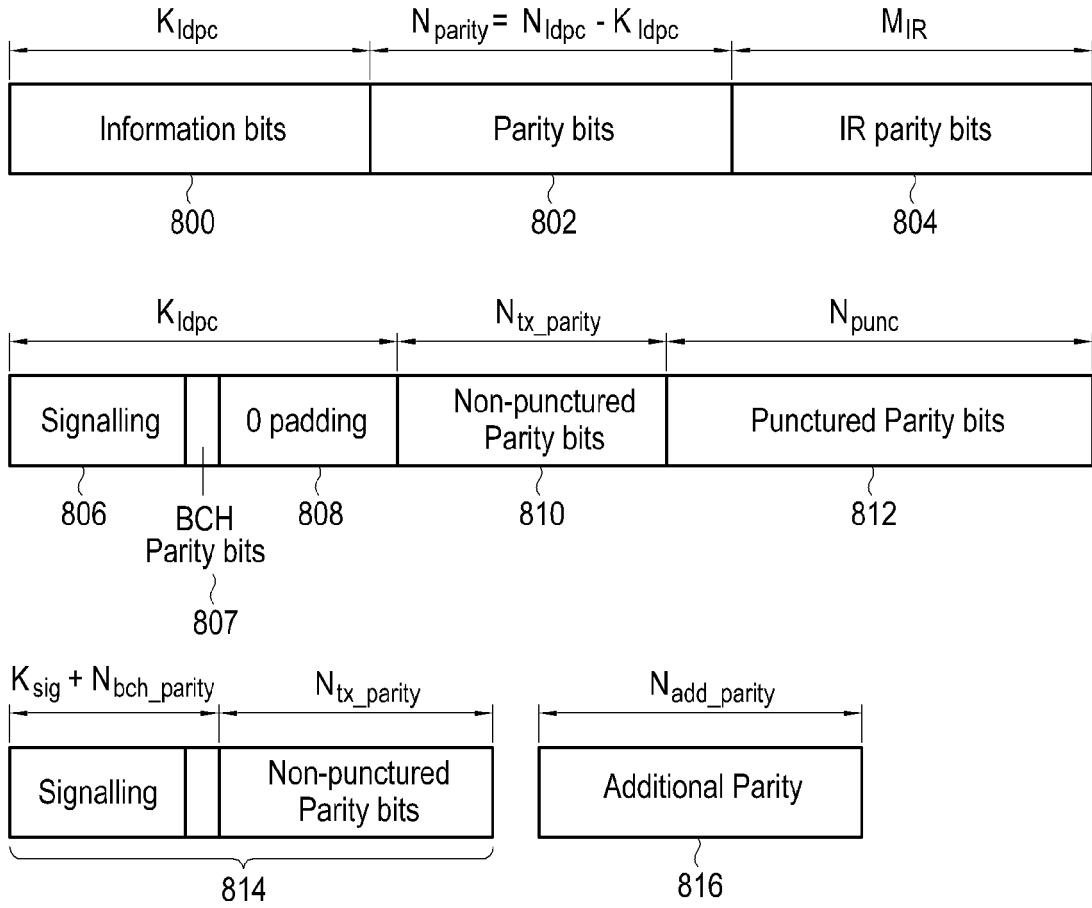 K_ldpc N_parity = N_ldpc - K_ldpc M_IR
Information bits Parity bits IR parity bits
800 802 804
K_ldpc N_tx_parity N_punc
Signalling 0 padding Non-punctured Parity bits Punctured Parity bits
806 BCH Parity bits 808 810 812
807
K_sig + N_bch_parity N_tx_parity N_add_parity
Signalling Non-punctured Parity bits Additional Parity
814 816